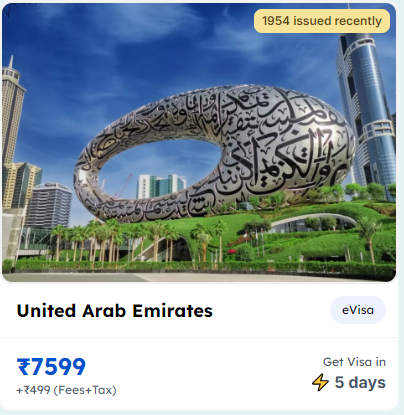 1954 issued recently
United Arab Emirates
eVisa
₹7599
+₹499 (Fees+Tax)
Get Visa in
5 days